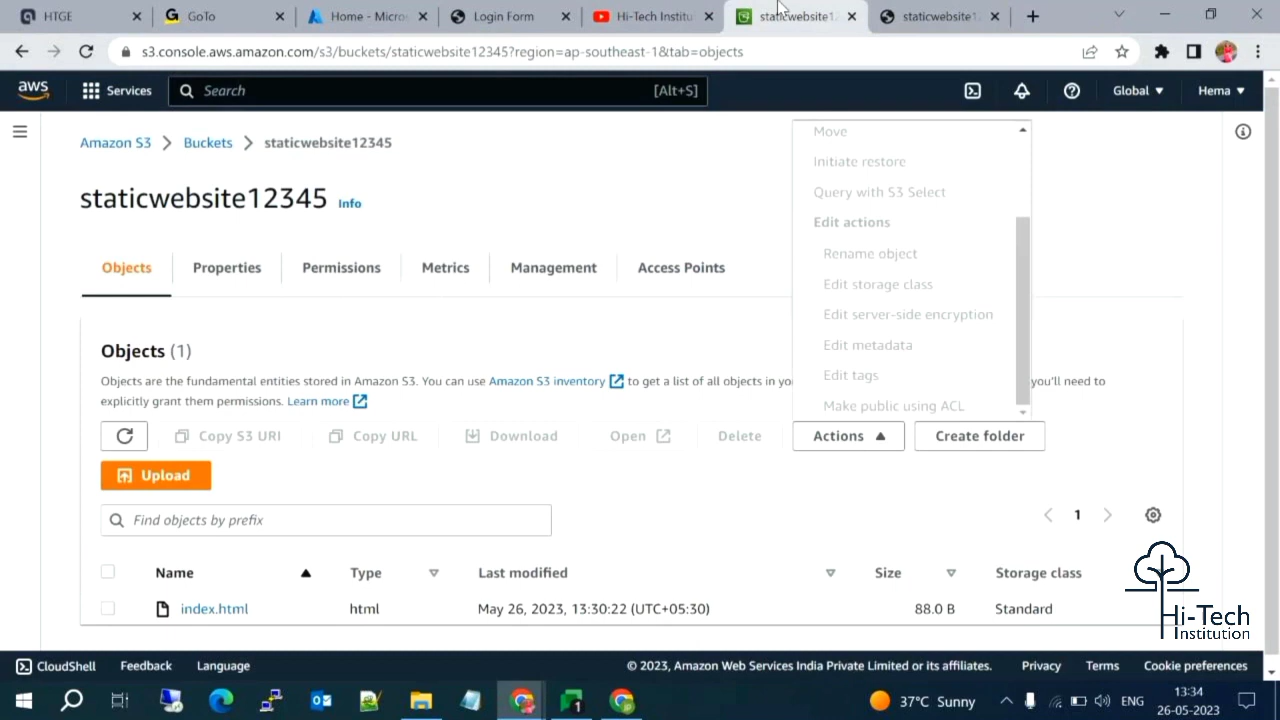 HTGE
GoTo
Home - Micro
Login Form
Hi-Tech Institu
staticwebsite1
staticwebsite1
s3.console.aws.amazon.com/s3/buckets/staticwebsite12345?region=ap-southeast-1&tab=objects
aws
Services
Search
[Alt+S]
Global
Hema
Amazon S3
Buckets
staticwebsite12345
staticwebsite12345
Info
Objects
Properties
Permissions
Metrics
Management
Access Points
Move
Initiate restore
Query with S3 Select
Edit actions
Rename object
Edit storage class
Edit server-side encryption
Edit metadata
Edit tags
Make public using ACL
Objects (1)
Objects are the fundamental entities stored in Amazon S3. You can use Amazon S3 inventory to get a list of all objects in you'll need to
explicitly grant them permissions. Learn more
Copy S3 URI
Copy URL
Download
Open
Delete
Actions
Create folder
Upload
Find objects by prefix
1
Name
Type
Last modified
Size
Storage class
index.html
html
May 26, 2023, 13:30:22 (UTC+05:30)
88.0 B
Standard
Hi-Tech
Institution
CloudShell
Feedback
Language
© 2023, Amazon Web Services India Private Limited or its affiliates.
Privacy
Terms
Cookie preferences
37°C Sunny
ENG
13:34
26-05-2023